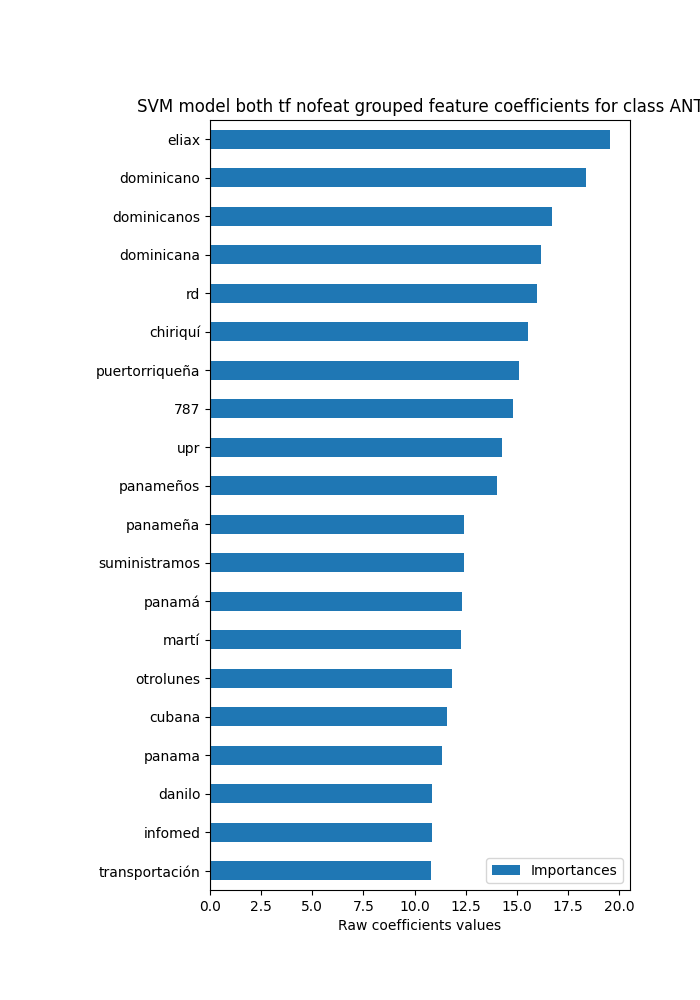 SVM model both tf nofeat grouped feature coefficients for class ANT
eliax
dominicano
dominicanos
dominicana
rd
chiriquí
puertorriqueña
787
upr
panameños
panameña
suministramos
panamá
martí
otrolunes
cubana
panama
danilo
infomed
transportación
Importances
0.0 2.5 5.0 7.5 10.0 12.5 15.0 17.5 20.0
Raw coefficients values